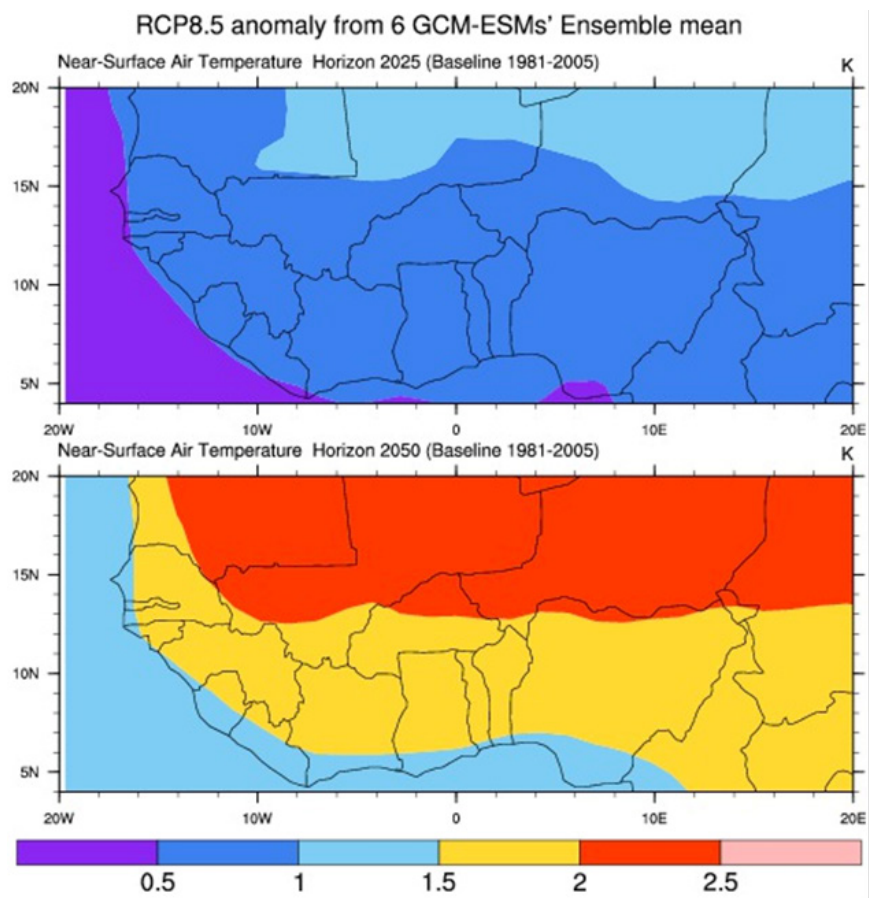 RCP8.5 anomaly from 6 GCM-ESMs’ Ensemble mean
Near-Surface Air Temperature Horizon 2025 (Baseline 1981-2005) K
20N
15N
10N
5N
20W 10W 0 10E 20E
Near-Surface Air Temperature Horizon 2050 (Baseline 1981-2005) K
20N
15N
10N
5N
20W 10W 0 10E 20E
0.5 1 1.5 2 2.5